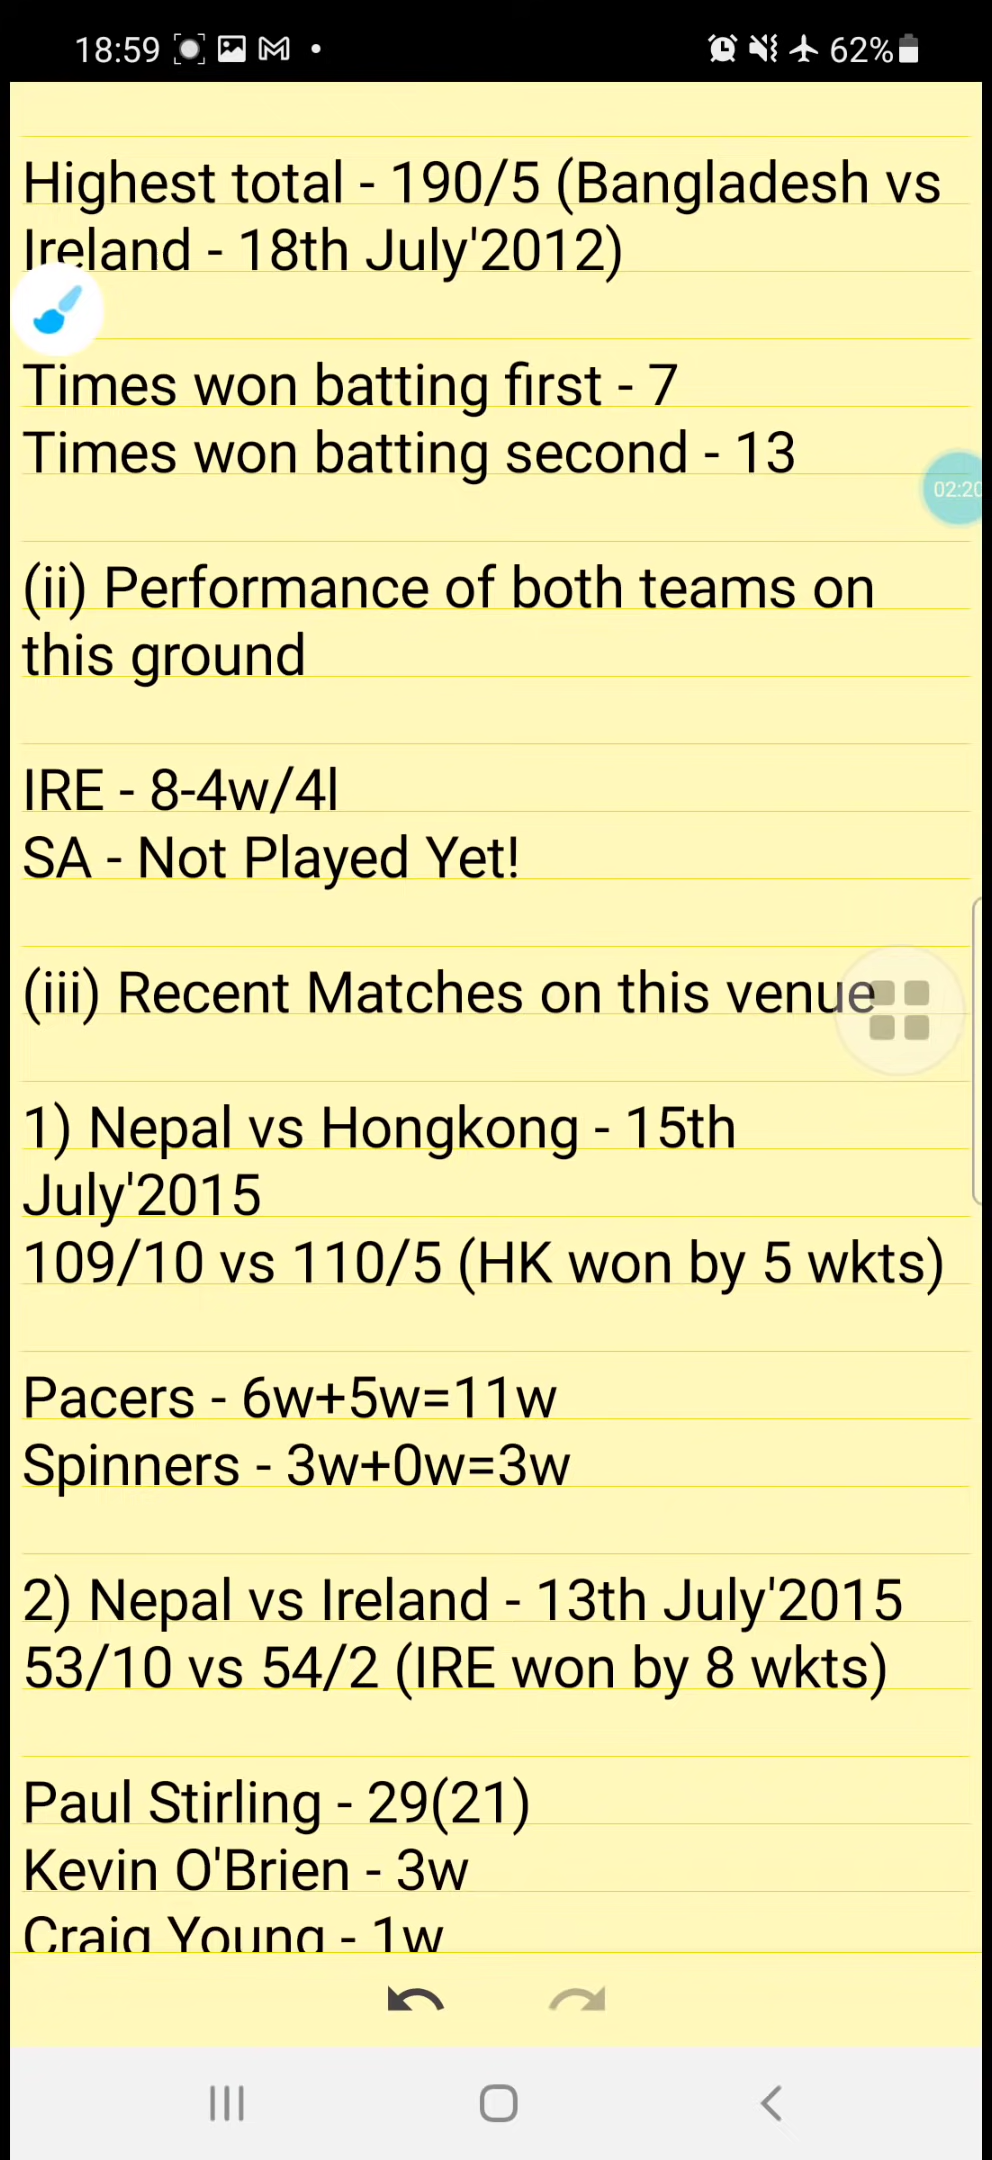 18:59 62%
Highest total - 190/5 (Bangladesh vs
Ireland - 18th July'2012)
Times won batting first - 7
Times won batting second - 13
02:20
(ii) Performance of both teams on
this ground
IRE - 8-4w/4l
SA - Not Played Yet!
(iii) Recent Matches on this venue
1) Nepal vs Hongkong - 15th
July'2015
109/10 vs 110/5 (HK won by 5 wkts)
Pacers - 6w+5w=11w
Spinners - 3w+0w=3w
2) Nepal vs Ireland - 13th July'2015
53/10 vs 54/2 (IRE won by 8 wkts)
Paul Stirling - 29(21)
Kevin O'Brien - 3w
Craig Young - 1w